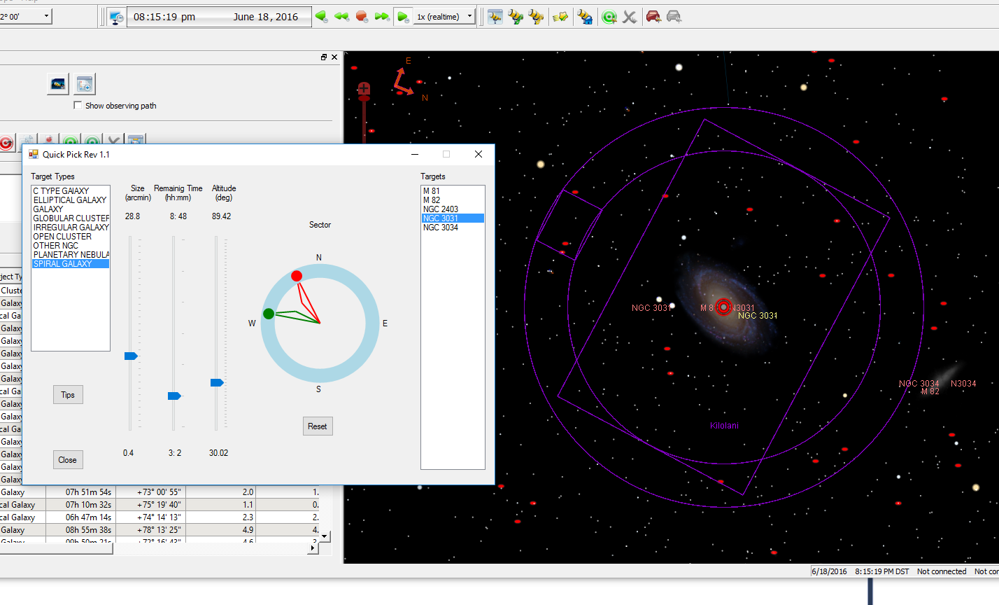 2° 00'
08:15:19 pm June 18, 2016
1x (realtime)
Show observing path
Quick Pick Rev 1.1
Target Types
C TYPE GAIAXY
ELLIPTICAL GALAXY
GALAXY
GLOBULAR CLUSTER
IRREGULAR GALAXY
OPEN CLUSTER
OTHER NGC
PLANETARY NEBULA
SPIRAL GALAXY
Size
(arcmin)
28.8
0.4
Remainig Time
(hh:mm)
8: 48
3: 2
Altitude
(deg)
89.42
30.02
Sector
N
W
E
S
Tips
Close
Reset
Targets
M 81
M 82
NGC 2403
NGC 3031
NGC 3034
ject Ty
Cluste
Galaxy
cal Ga
Galaxy
Galaxy
Galaxy
Galaxy
Galaxy
cal Ga
Galaxy
Galaxy
cal Ga
Galaxy
Galaxy
Galaxy
Galaxy
Galaxy 07h 51m 54s +73° 00' 55" 2.0 1.
cal Galaxy 07h 10m 32s +75° 19' 40" 1.1 0.
cal Galaxy 06h 47m 14s +74° 14' 13" 2.3 2.
Galaxy 08h 55m 38s +78° 13' 25" 4.9 4.
Galaxy 09h 50m 21s +72° 16' 43" 4.6
E
N
NGC 3031 M 8 N3031
NGC 3031
NGC 3034 N3034
M 82
Kilolani
6/18/2016 8:15:19 PM DST Not connected Not cor